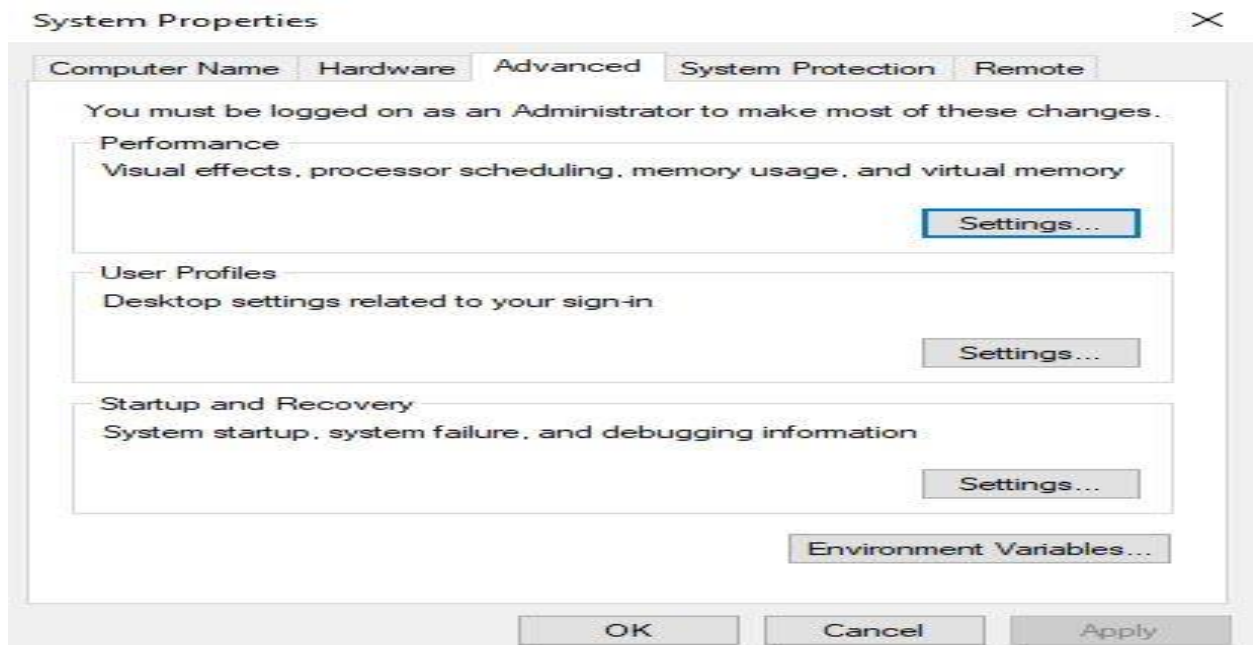 System Properties
Computer Name Hardware Advanced System Protection Remote
You must be logged on as an Administrator to make most of these changes.
Performance
Visual effects, processor scheduling, memory usage, and virtual memory
Settings...
User Profiles
Desktop settings related to your sign-in
Settings...
Startup and Recovery
System startup, system failure, and debugging information
Settings...
Environment Variables...
OK Cancel Apply